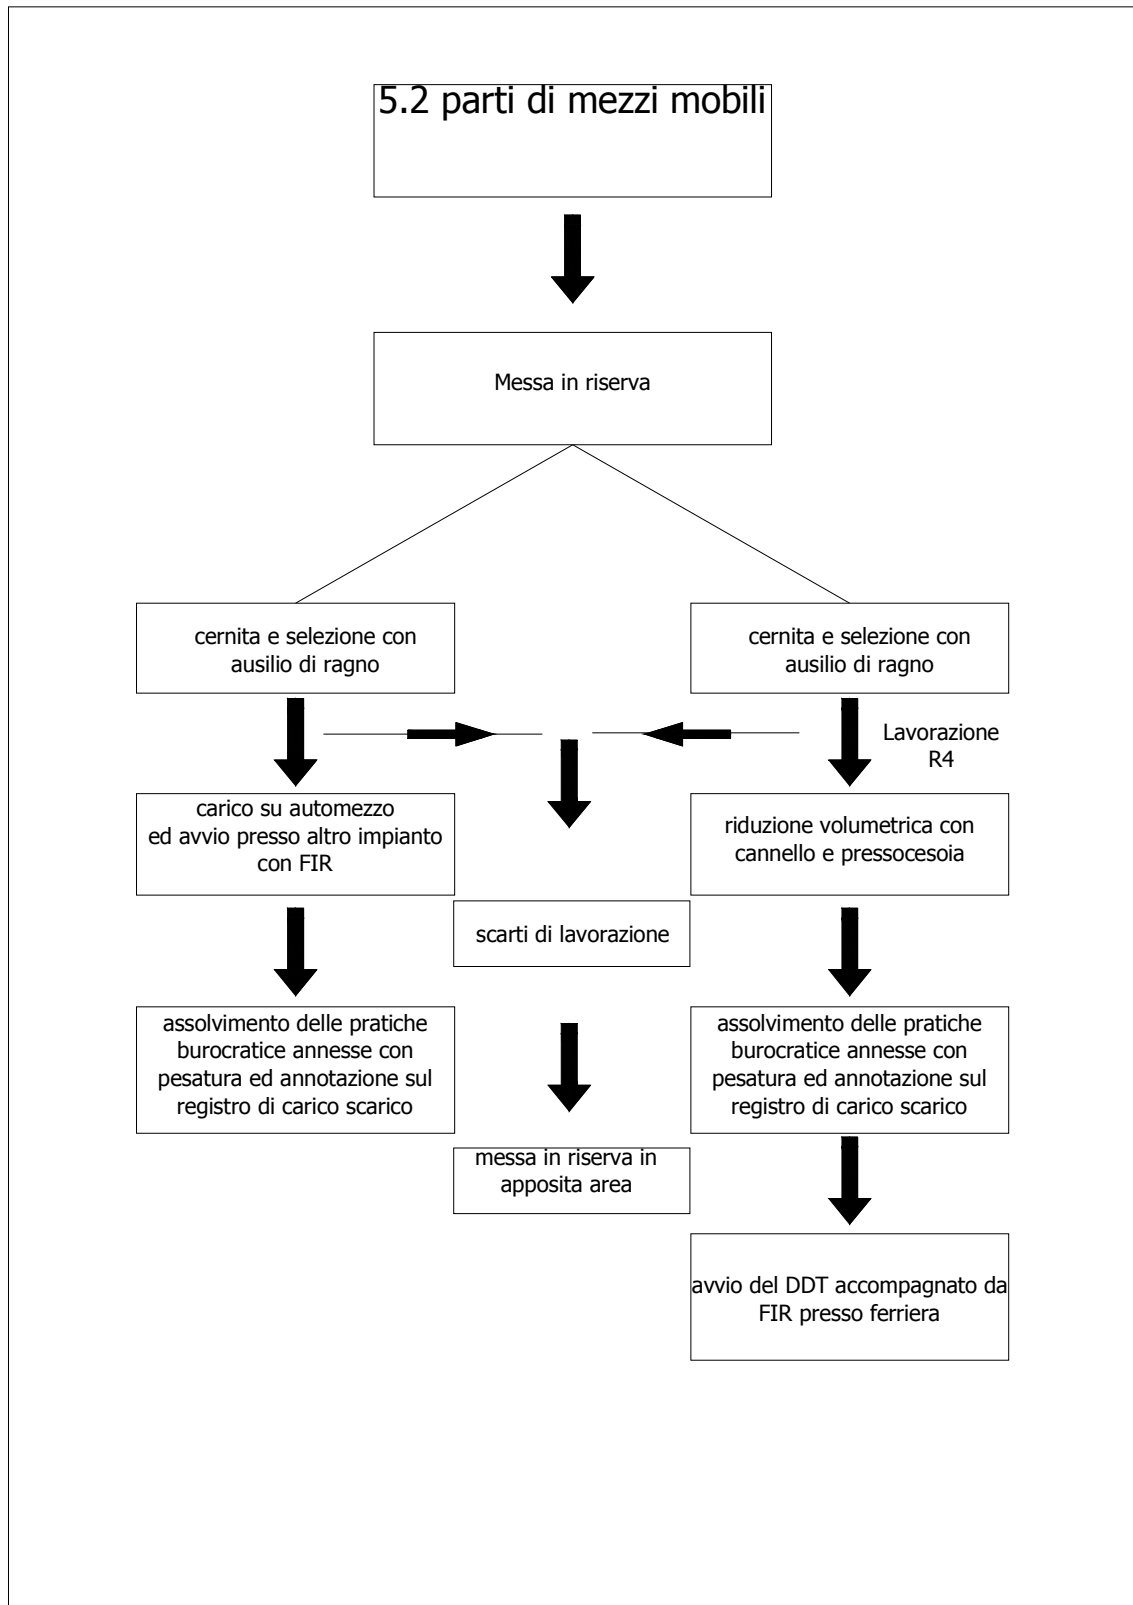 5.2 parti di mezzi mobili
Messa in riserva
cernita e selezione con
ausilio di ragno
cernita e selezione con
ausilio di ragno
Lavorazione
R4
carico su automezzo
ed avvio presso altro impianto
con FIR
riduzione volumetrica con
cannello e pressocesoia
scarti di lavorazione
assolvimento delle pratiche
burocratice annesse con
pesatura ed annotazione sul
registro di carico scarico
assolvimento delle pratiche
burocratice annesse con
pesatura ed annotazione sul
registro di carico scarico
messa in riserva in
apposita area
avvio del DDT accompagnato da
FIR presso ferriera